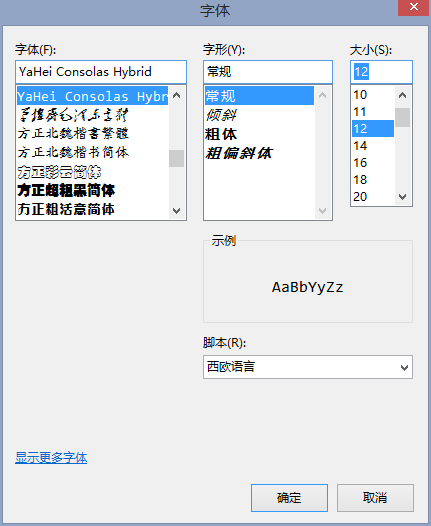 字体
字体(F):
字形(Y):
大小(S):
YaHei Consolas Hybrid
常规
12
YaHei Consolas Hybr
方正北魏楷書繁體
方正北魏楷书简体
方正彩云简体
方正超粗黑简体
方正粗活意简体
常规
倾斜
粗体
粗偏斜体
10
11
12
14
16
18
20
示例
AaBbYyZz
脚本(R):
西欧语言
显示更多字体
确定
取消